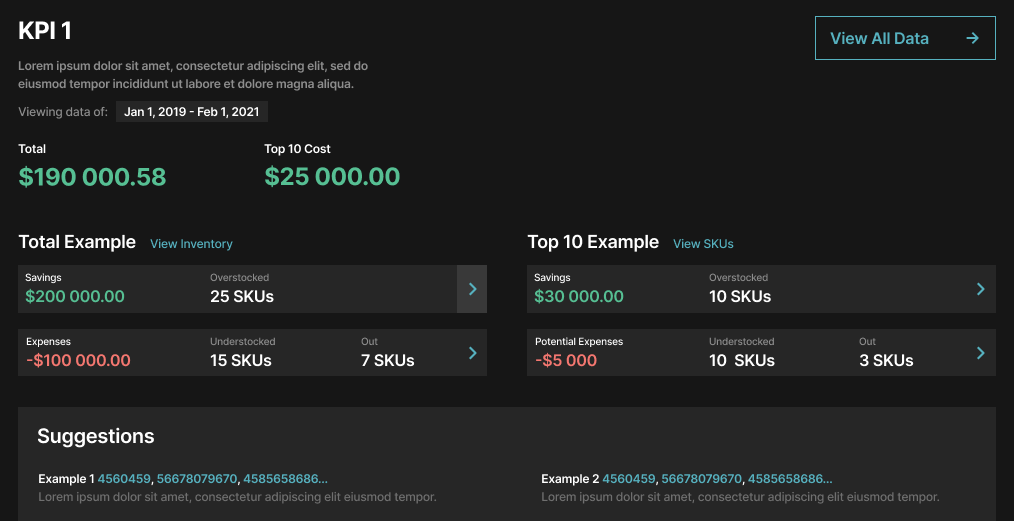 KPI 1
View All Data
Lorem ipsum dolor sit amet, consectetur adipiscing elit, sed do
eiusmod tempor incididunt ut labore et dolore magna aliqua.
Viewing data of: Jan 1, 2019 - Feb 1, 2021
Total
Top 10 Cost
$190 000.58
$25 000.00
Total Example View Inventory
Savings Overstocked
$200 000.00 25 SKUs
Expenses Understocked Out
-$100 000.00 15 SKUs 7 SKUs
Top 10 Example View SKUs
Savings Overstocked
$30 000.00 10 SKUs
Potential Expenses Understocked Out
-$5 000 10 SKUs 3 SKUs
Suggestions
Example 1 4560459, 56678079670, 4585658686...
Lorem ipsum dolor sit amet, consectetur adipiscing elit eiusmod tempor.
Example 2 4560459, 56678079670, 4585658686...
Lorem ipsum dolor sit amet, consectetur adipiscing elit eiusmod tempor.